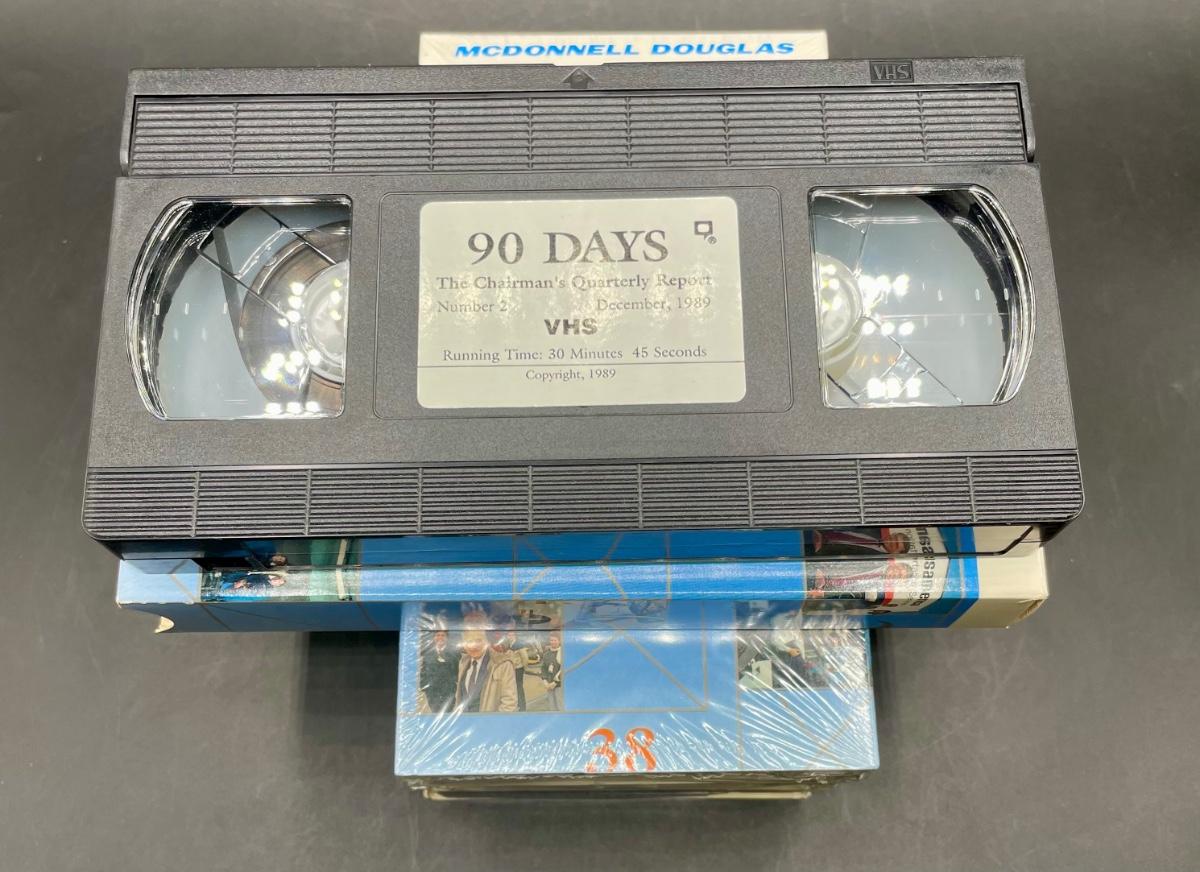 MCDONNELL DOUGLAS
VHS
90 DAYS
The Chairman's Quarterly Report
Number 2 December, 1989
VHS
Running Time: 30 Minutes 45 Seconds
Copyright, 1989
38